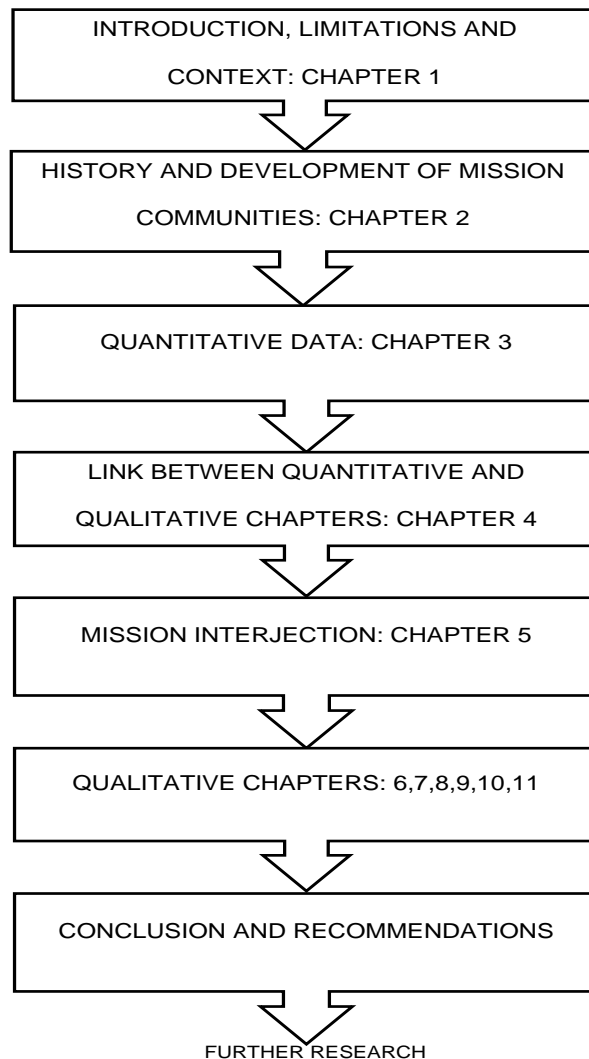 INTRODUCTION, LIMITATIONS AND
CONTEXT: CHAPTER 1
HISTORY AND DEVELOPMENT OF MISSION
COMMUNITIES: CHAPTER 2
QUANTITATIVE DATA: CHAPTER 3
LINK BETWEEN QUANTITATIVE AND
QUALITATIVE CHAPTERS: CHAPTER 4
MISSION INTERJECTION: CHAPTER 5
QUALITATIVE CHAPTERS: 6,7,8,9,10,11
CONCLUSION AND RECOMMENDATIONS
FURTHER RESEARCH